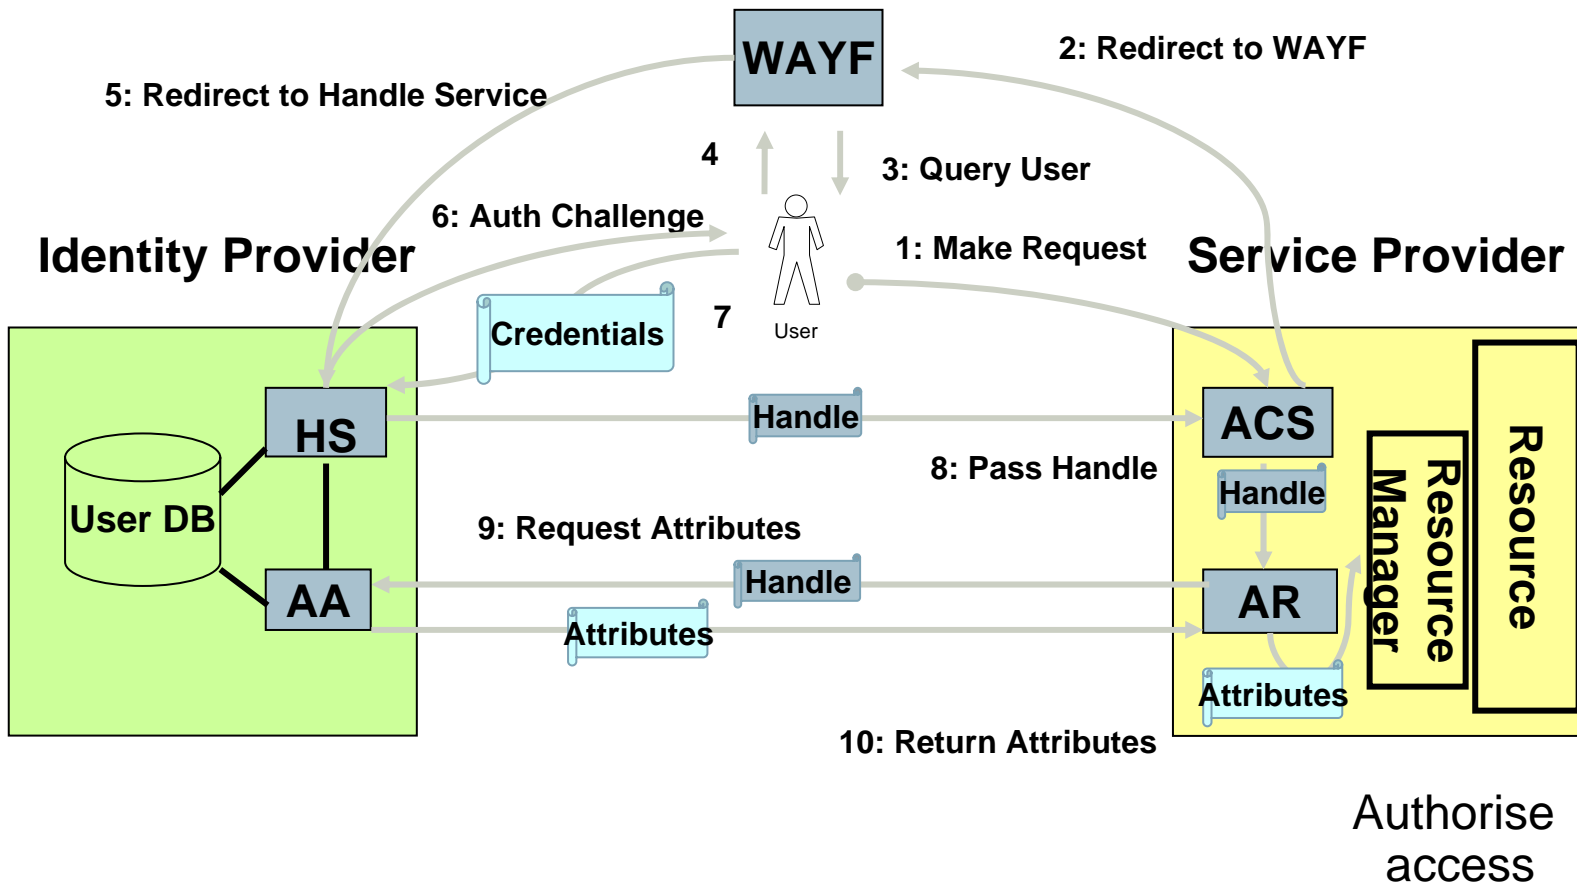 WAYF
2: Redirect to WAYF
5: Redirect to Handle Service
4
3: Query User
6: Auth Challenge
Identity Provider
1: Make Request
Service Provider
Credentials
7
User
HS
Handle
ACS
8: Pass Handle
Handle
User DB
9: Request Attributes
Handle
AA
AR
Attributes
Attributes
Resource
Manager
Resource
10: Return Attributes
Authorise
access